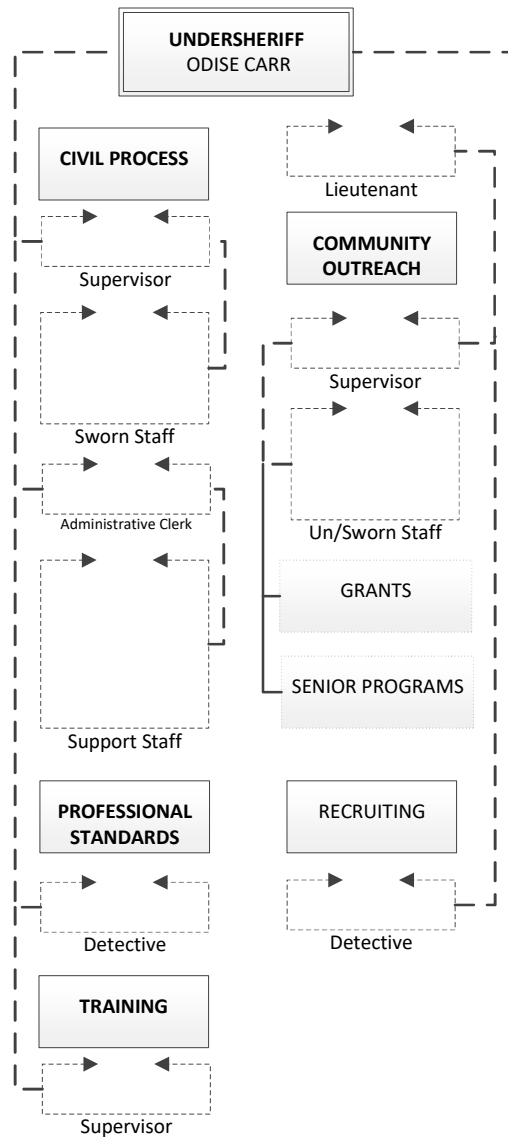 UNDERSHERIFF
ODISE CARR
CIVIL PROCESS
Supervisor
Sworn Staff
Administrative Clerk
Support Staff
PROFESSIONAL
STANDARDS
Detective
TRAINING
Supervisor
Lieutenant
COMMUNITY
OUTREACH
Supervisor
Un/Sworn Staff
GRANTS
SENIOR PROGRAMS
RECRUITING
Detective